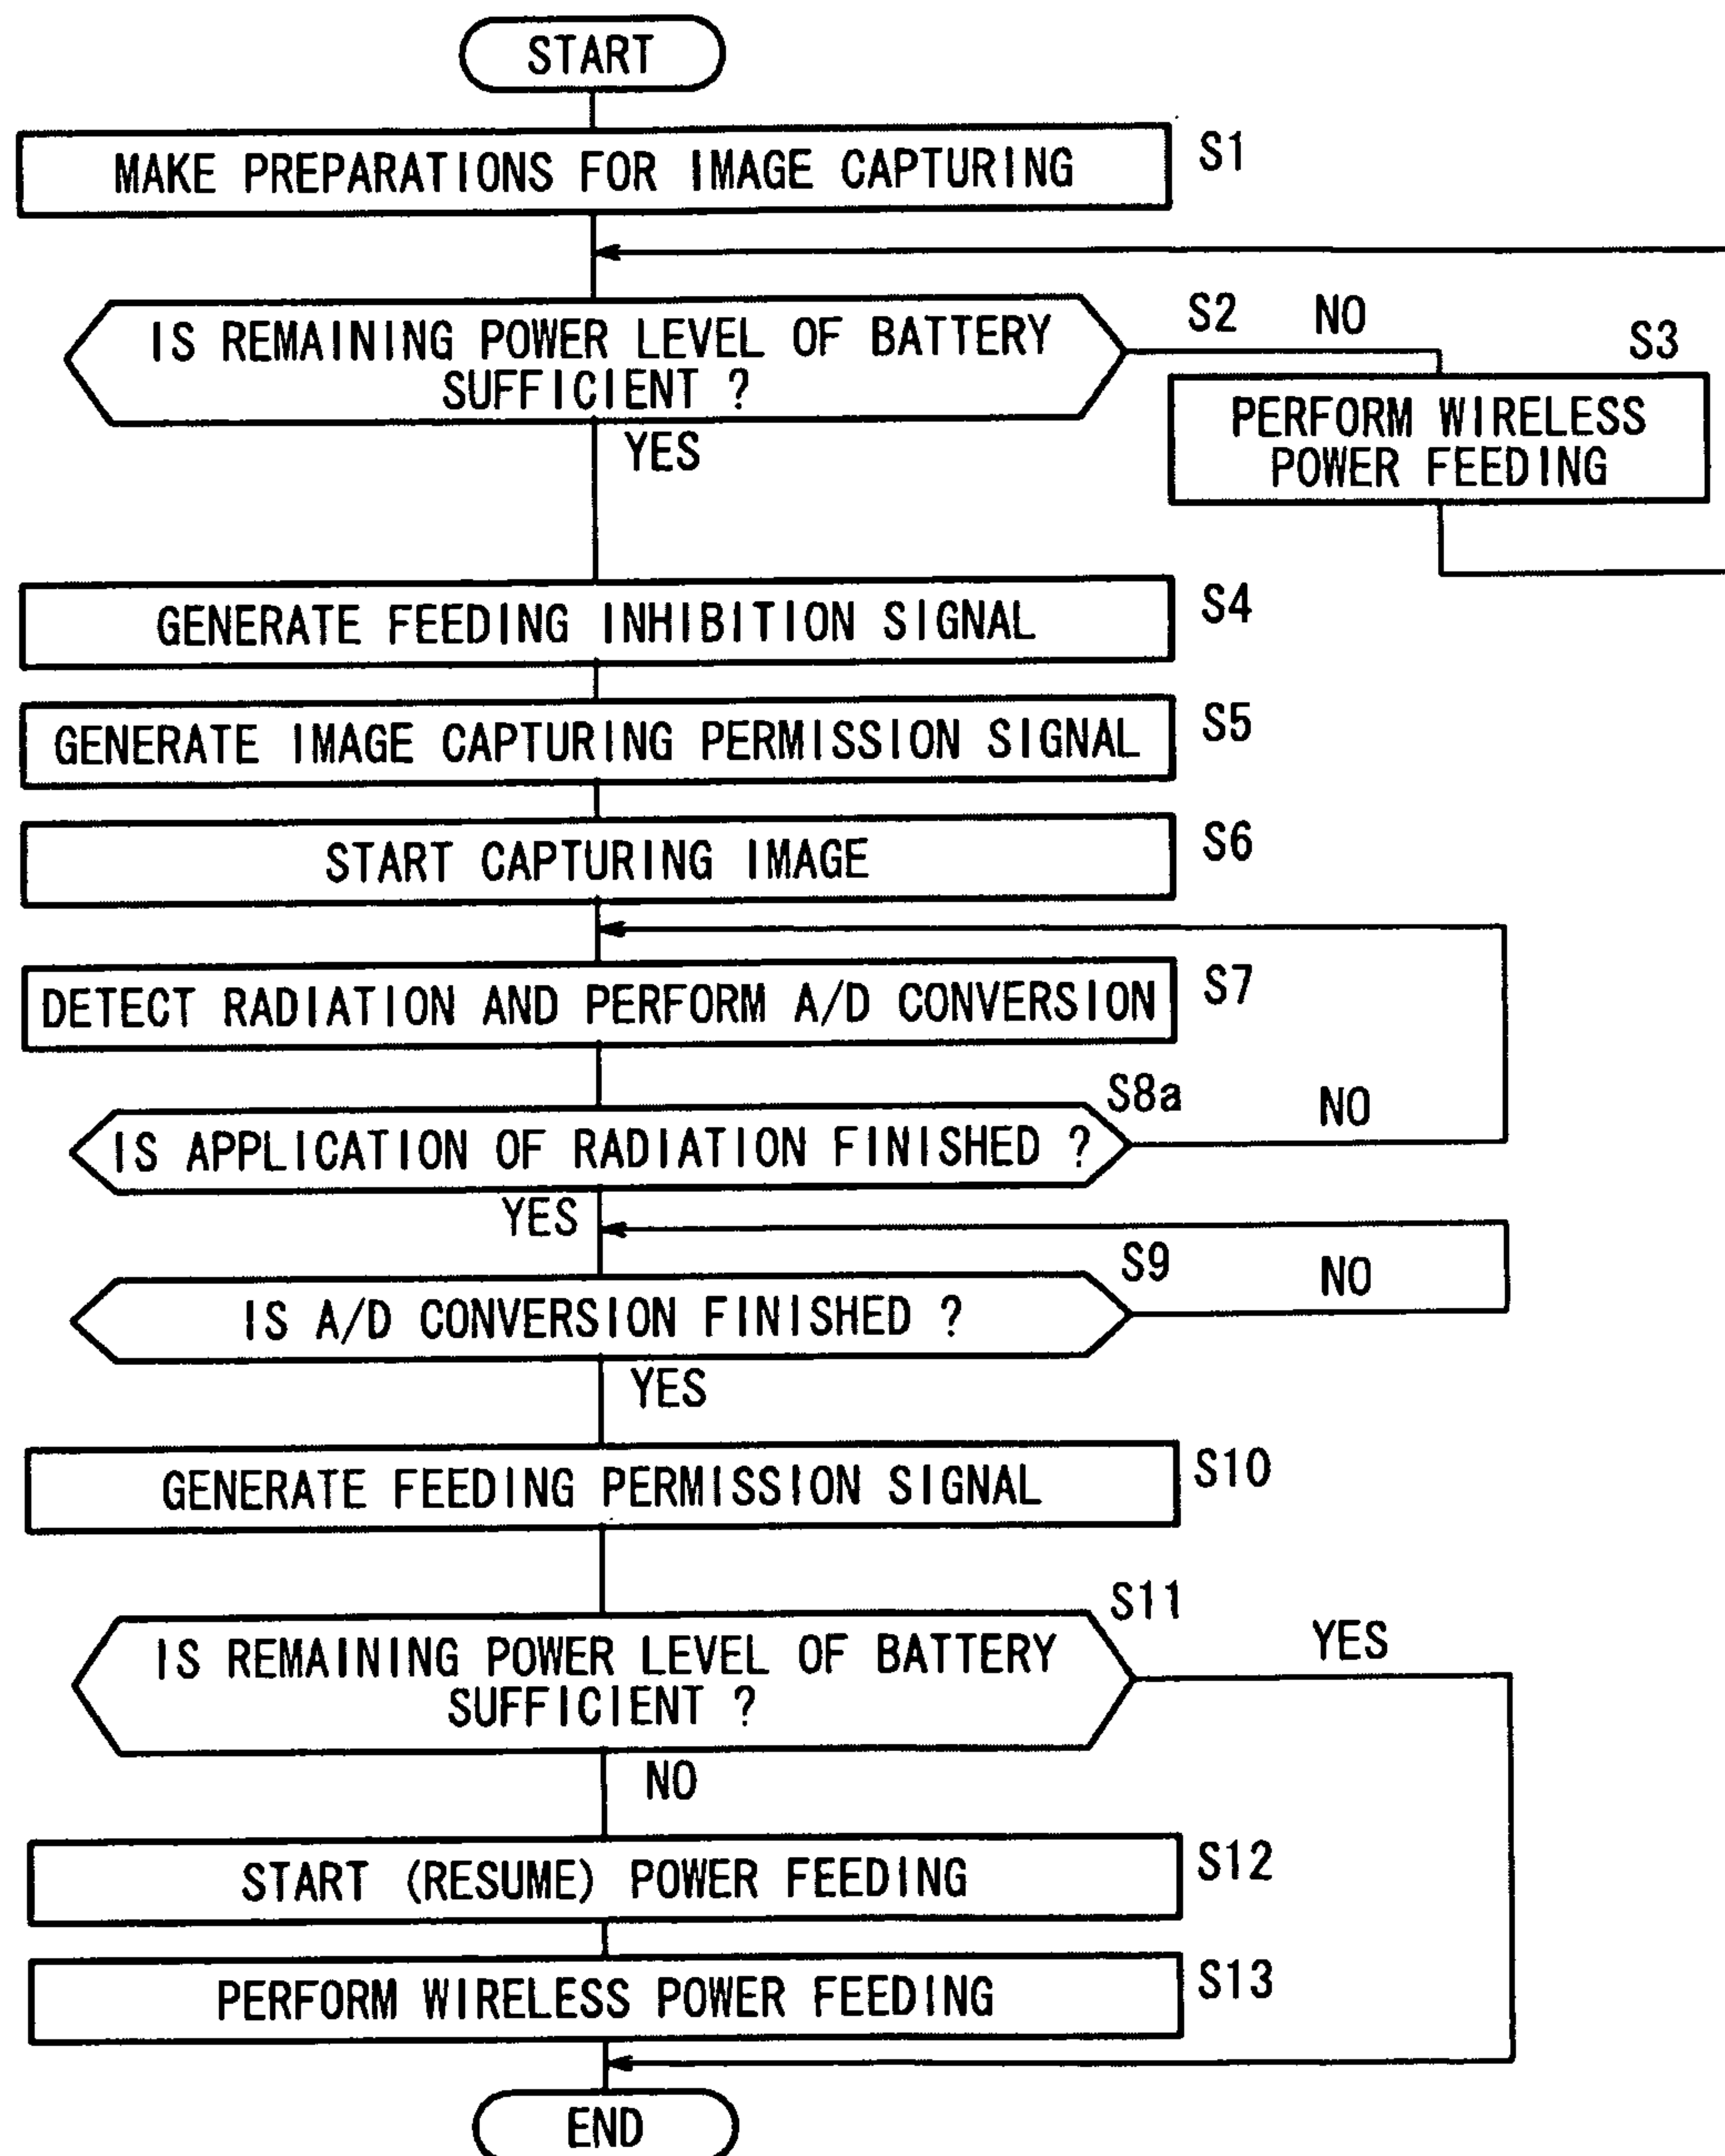 START
MAKE PREPARATIONS FOR IMAGE CAPTURING
S1
IS REMAINING POWER LEVEL OF BATTERY
SUFFICIENT ?
S2
NO
S3
PERFORM WIRELESS
POWER FEEDING
YES
GENERATE FEEDING INHIBITION SIGNAL
S4
GENERATE IMAGE CAPTURING PERMISSION SIGNAL
S5
START CAPTURING IMAGE
S6
DETECT RADIATION AND PERFORM A/D CONVERSION
S7
IS APPLICATION OF RADIATION FINISHED ?
S8a
NO
YES
IS A/D CONVERSION FINISHED ?
S9
NO
YES
GENERATE FEEDING PERMISSION SIGNAL
S10
IS REMAINING POWER LEVEL OF BATTERY
SUFFICIENT ?
S11
YES
NO
START (RESUME) POWER FEEDING
S12
PERFORM WIRELESS POWER FEEDING
S13
END